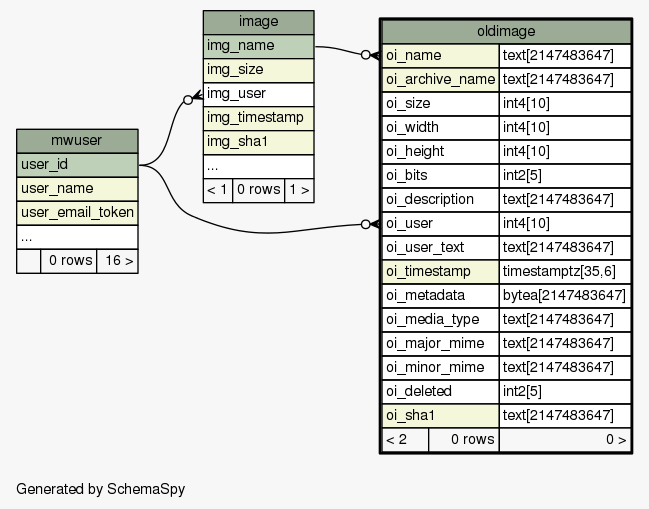 image
img_name
img_size
img_user
img_timestamp
img_sha1
...
< 1 0 rows 1 >
mwuser
user_id
user_name
user_email_token
...
0 rows 16 >
oldimage
oi_name text[2147483647]
oi_archive_name text[2147483647]
oi_size int4[10]
oi_width int4[10]
oi_height int4[10]
oi_bits int2[5]
oi_description text[2147483647]
oi_user int4[10]
oi_user_text text[2147483647]
oi_timestamp timestamptz[35,6]
oi_metadata bytea[2147483647]
oi_media_type text[2147483647]
oi_major_mime text[2147483647]
oi_minor_mime text[2147483647]
oi_deleted int2[5]
oi_sha1 text[2147483647]
< 2 0 rows 0 >
Generated by SchemaSpy